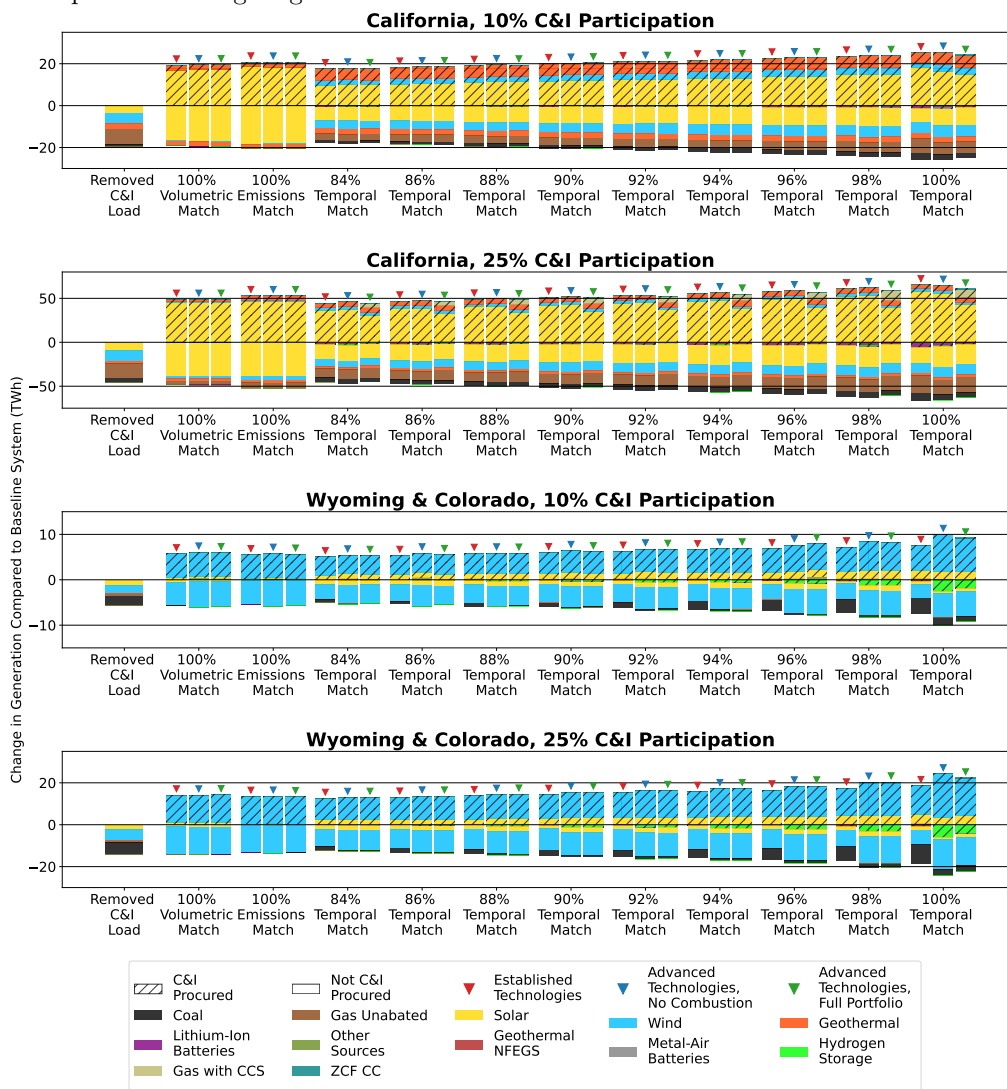 California, 10% C&I Participation
20
0
−20
Removed C&I Load
100% Volumetric Match
100% Emissions Match
84% Temporal Match
86% Temporal Match
88% Temporal Match
90% Temporal Match
92% Temporal Match
94% Temporal Match
96% Temporal Match
98% Temporal Match
100% Temporal Match
California, 25% C&I Participation
50
0
−50
Removed C&I Load
100% Volumetric Match
100% Emissions Match
84% Temporal Match
86% Temporal Match
88% Temporal Match
90% Temporal Match
92% Temporal Match
94% Temporal Match
96% Temporal Match
98% Temporal Match
100% Temporal Match
Change in Generation Compared to Baseline System (TWh)
Wyoming & Colorado, 10% C&I Participation
10
0
−10
Removed C&I Load
100% Volumetric Match
100% Emissions Match
84% Temporal Match
86% Temporal Match
88% Temporal Match
90% Temporal Match
92% Temporal Match
94% Temporal Match
96% Temporal Match
98% Temporal Match
100% Temporal Match
Wyoming & Colorado, 25% C&I Participation
20
0
−20
Removed C&I Load
100% Volumetric Match
100% Emissions Match
84% Temporal Match
86% Temporal Match
88% Temporal Match
90% Temporal Match
92% Temporal Match
94% Temporal Match
96% Temporal Match
98% Temporal Match
100% Temporal Match
C&I Procured
Coal
Lithium-Ion Batteries
Gas with CCS
Not C&I Procured
Gas Unabated
Other Sources
ZCF CC
Established Technologies
Solar
Geothermal NFEGS
Advanced Technologies, No Combustion
Wind
Metal-Air Batteries
Advanced Technologies, Full Portfolio
Geothermal
Hydrogen Storage